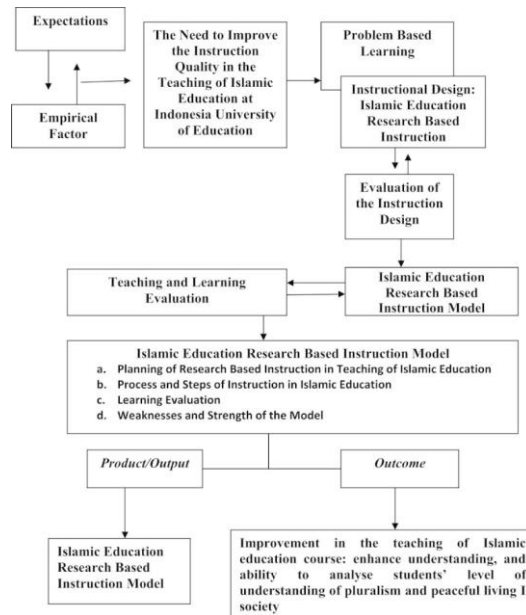 Expectations
Empirical
Factor
The Need to Improve
the Instruction
Quality in the
Teaching of Islamic
Education at
Indonesia University
of Education
Problem Based
Learning
Instructional Design:
Islamic Education
Research Based
Instruction
Evaluation of
the Instruction
Design
Teaching and Learning
Evaluation
Islamic Education
Research Based
Instruction Model
Islamic Education Research Based Instruction Model
a. Planning of Research Based Instruction in Teaching of Islamic Education
b. Process and Steps of Instruction in Islamic Education
c. Learning Evaluation
d. Weaknesses and Strength of the Model
Product/Output
Outcome
Islamic Education
Research Based
Instruction Model
Improvement in the teaching of Islamic
education course: enhance understanding, and
ability to analyse students’ level of
understanding of pluralism and peaceful living I
society